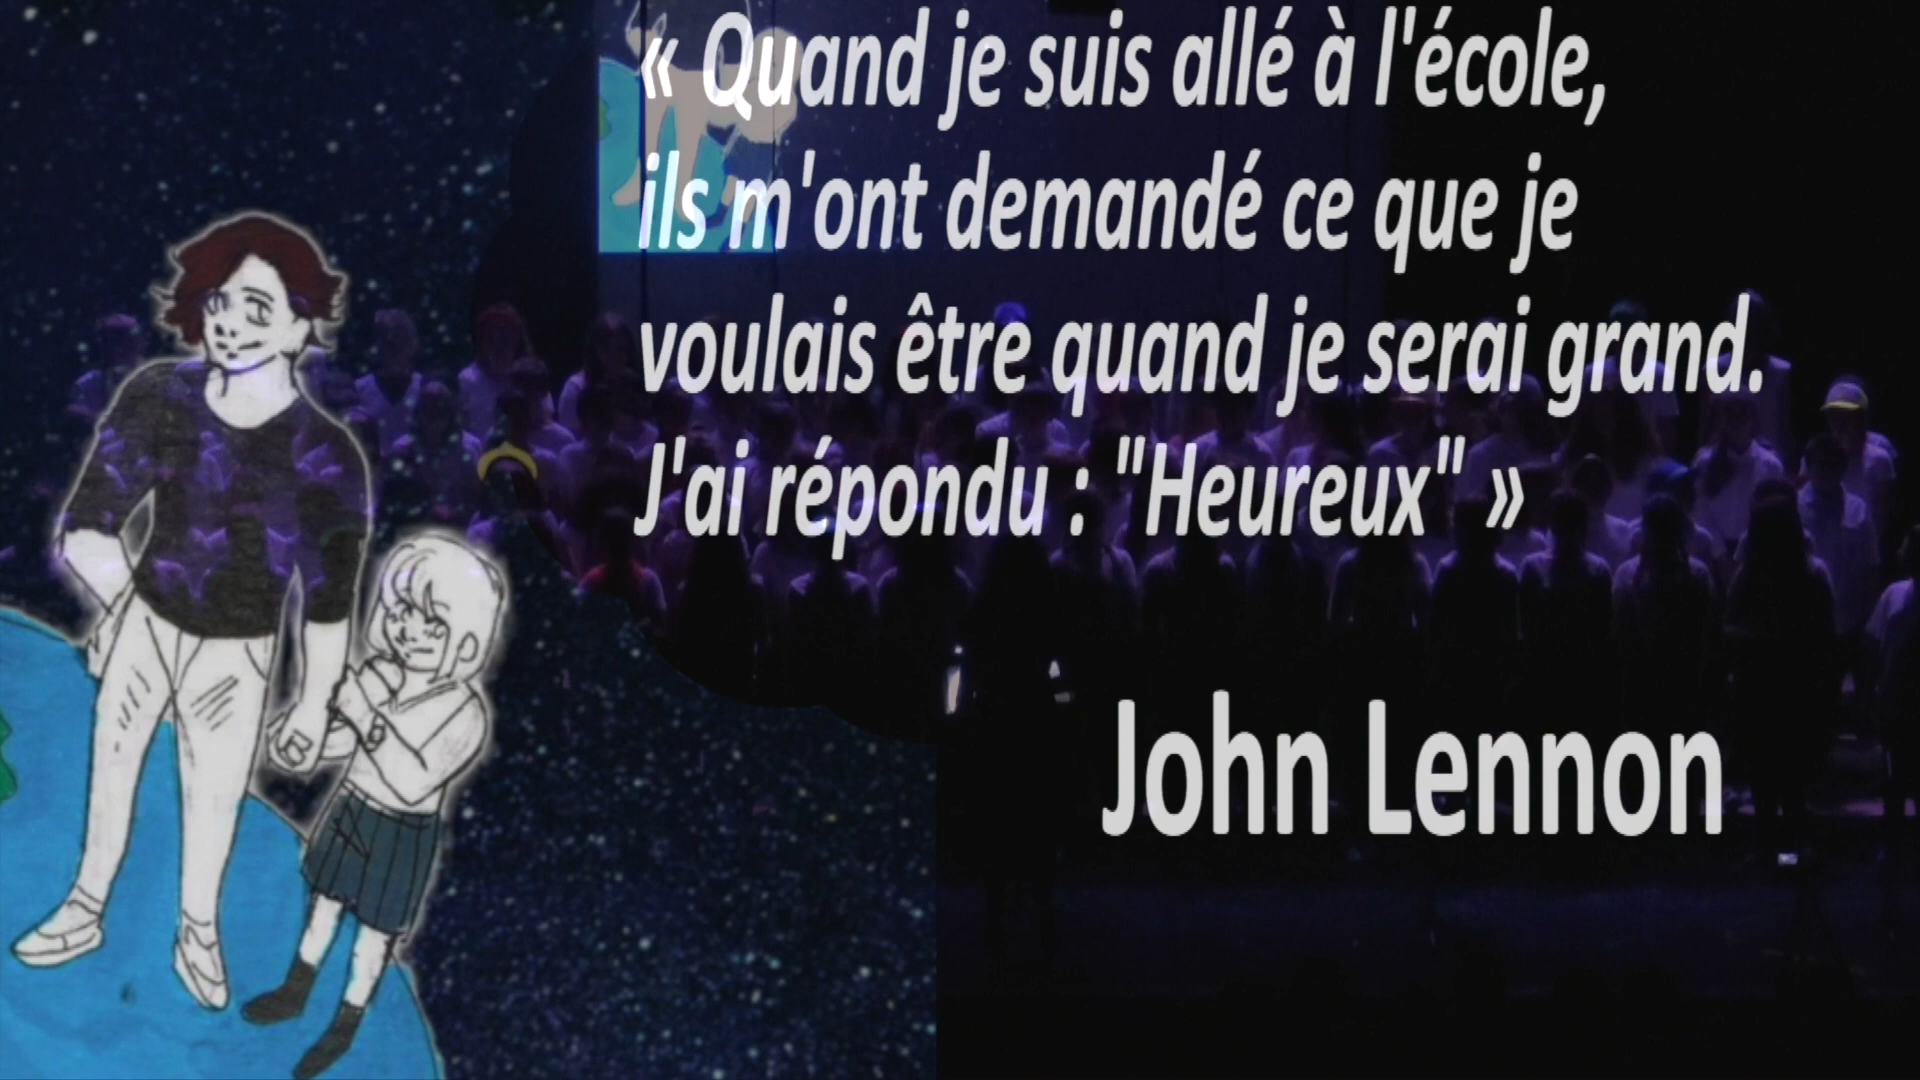 « Quand je suis allé à l'école,
ils m'ont demandé ce que je
voulais être quand je serai grand.
J'ai répondu : "Heureux" »
John Lennon